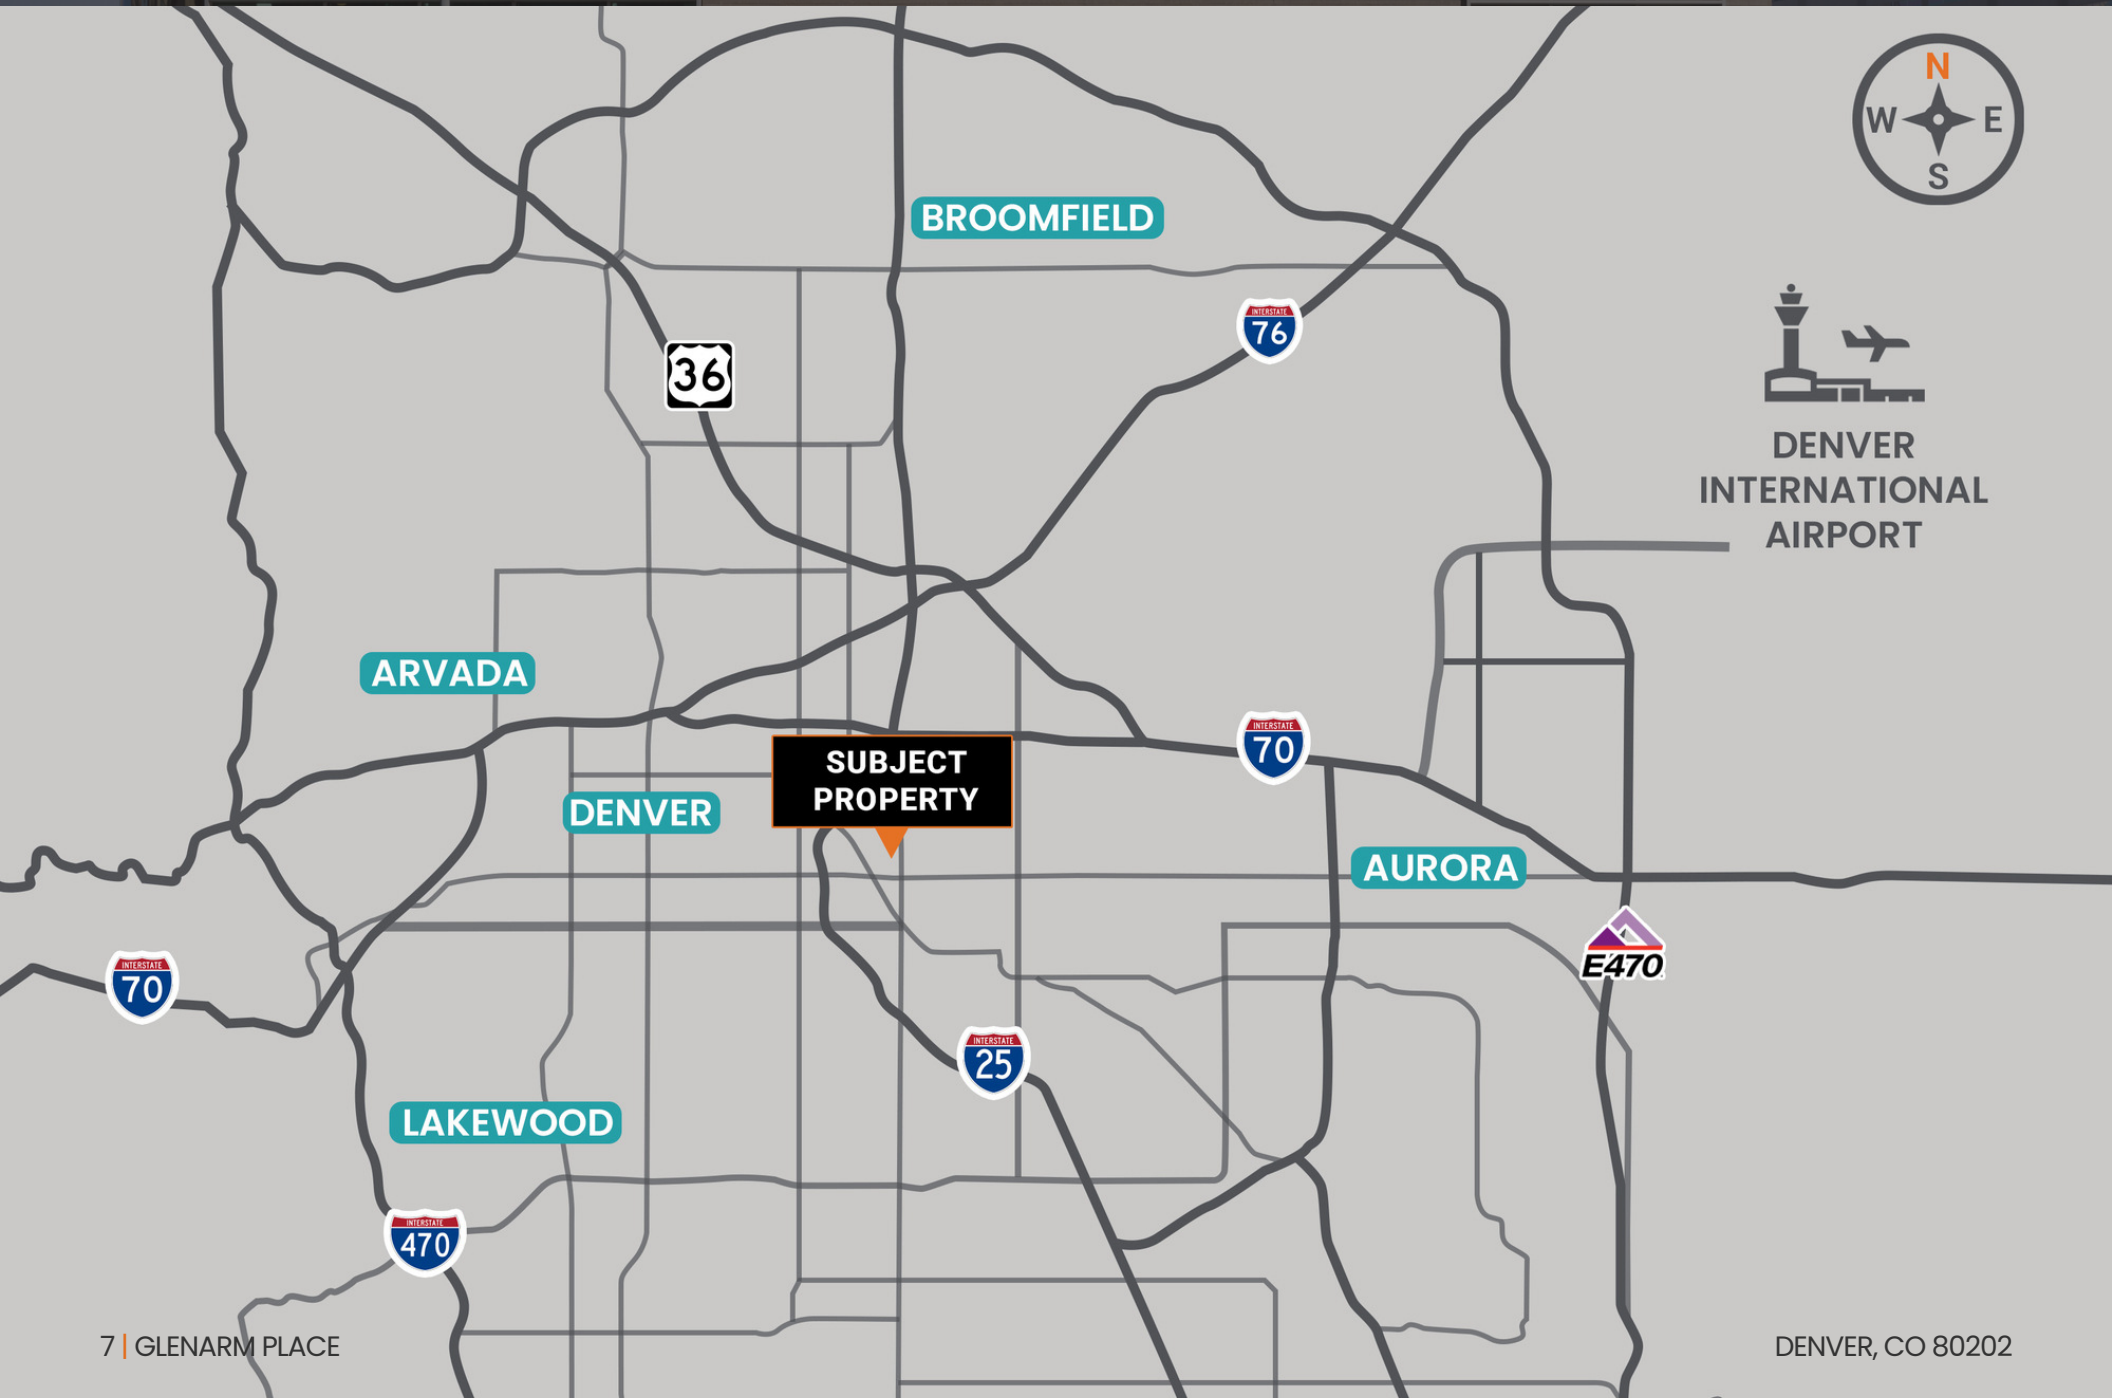 N
W
E
S
BROOMFIELD
INTERSTATE
76
36
DENVER
INTERNATIONAL
AIRPORT
ARVADA
INTERSTATE
70
SUBJECT
PROPERTY
DENVER
AURORA
E470
INTERSTATE
70
INTERSTATE
25
LAKEWOOD
INTERSTATE
470
7 | GLENARM PLACE
DENVER, CO 80202